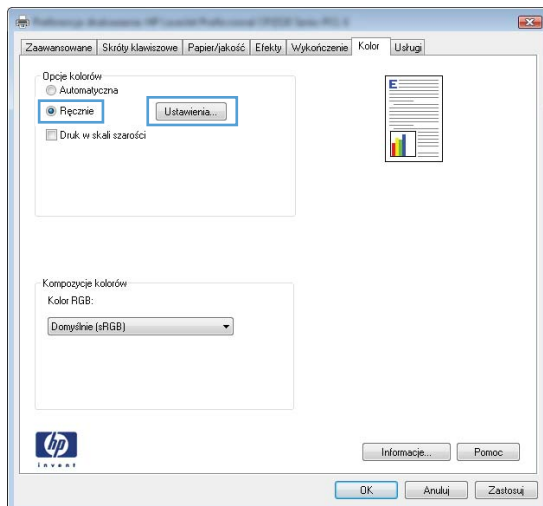 Zaawansowane Skróty klawiszowe Papier/jakość Efekty Wykończenie Kolor Usługi
Opcje kolorów
Automatyczna
Ręcznie Ustawienia...
Druk w skali szarości
E
Kompozycje kolorów
Kolor RGB:
Domyślnie (sRGB)
hp
invent
Informacje... Pomoc
OK Anuluj Zastosuj